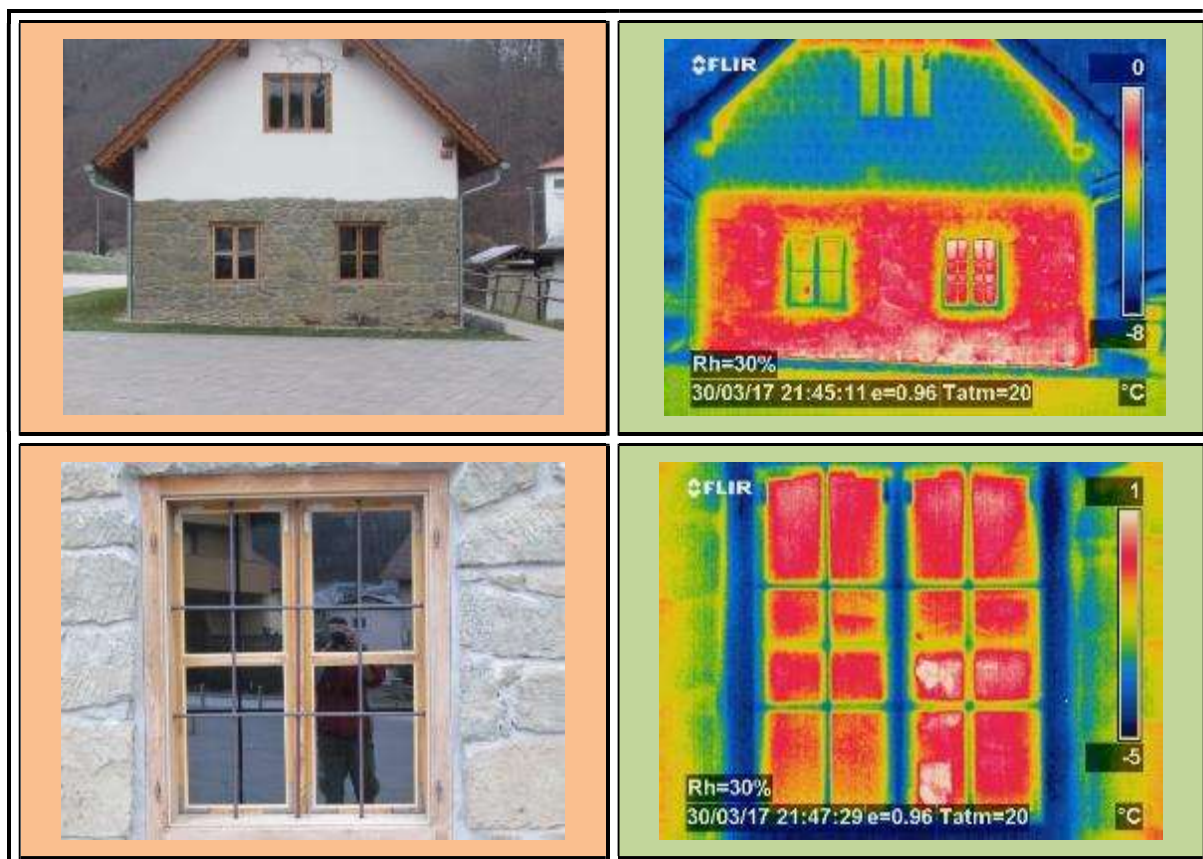 FLIR
0
-8
Rh=30%
30/03/17 21:45:11 e=0.96 Tatm=20
°C
FLIR
1
-5
Rh=30%
30/03/17 21:47:29 e=0.96 Tatm=20
°C